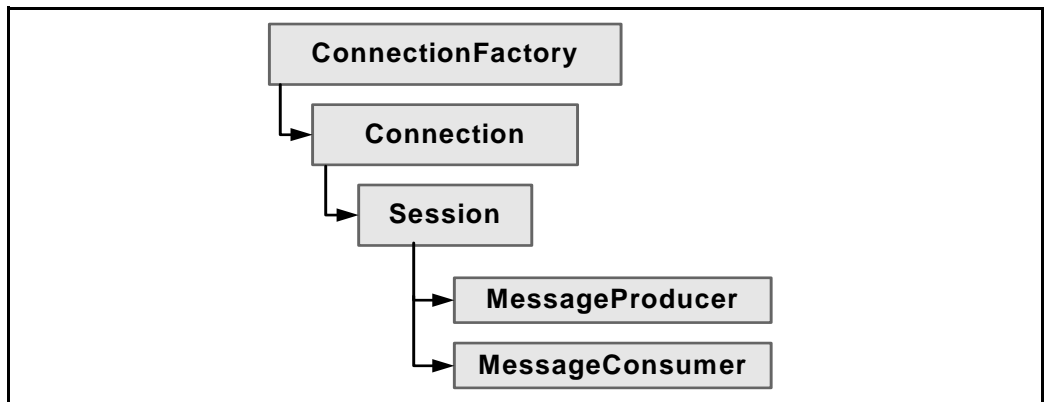 ConnectionFactory
Connection
Session
MessageProducer
MessageConsumer